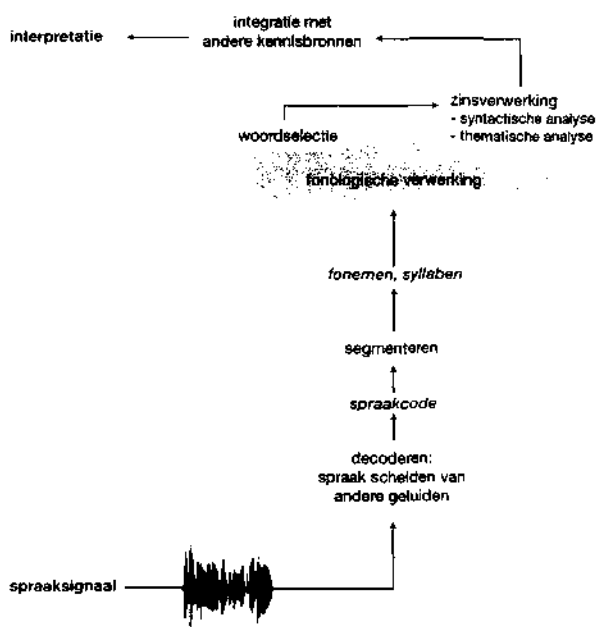 integratie met
interpretatie
andere kennisbronnen
zinsverwerking
- syntactische analyse
- thematische analyse
woordselectie
fonologische verwerking
fonemen, syllaben
segmenteren
spraakcode
decoderen:
spraak scheiden van
andere geluiden
spraaksignaal